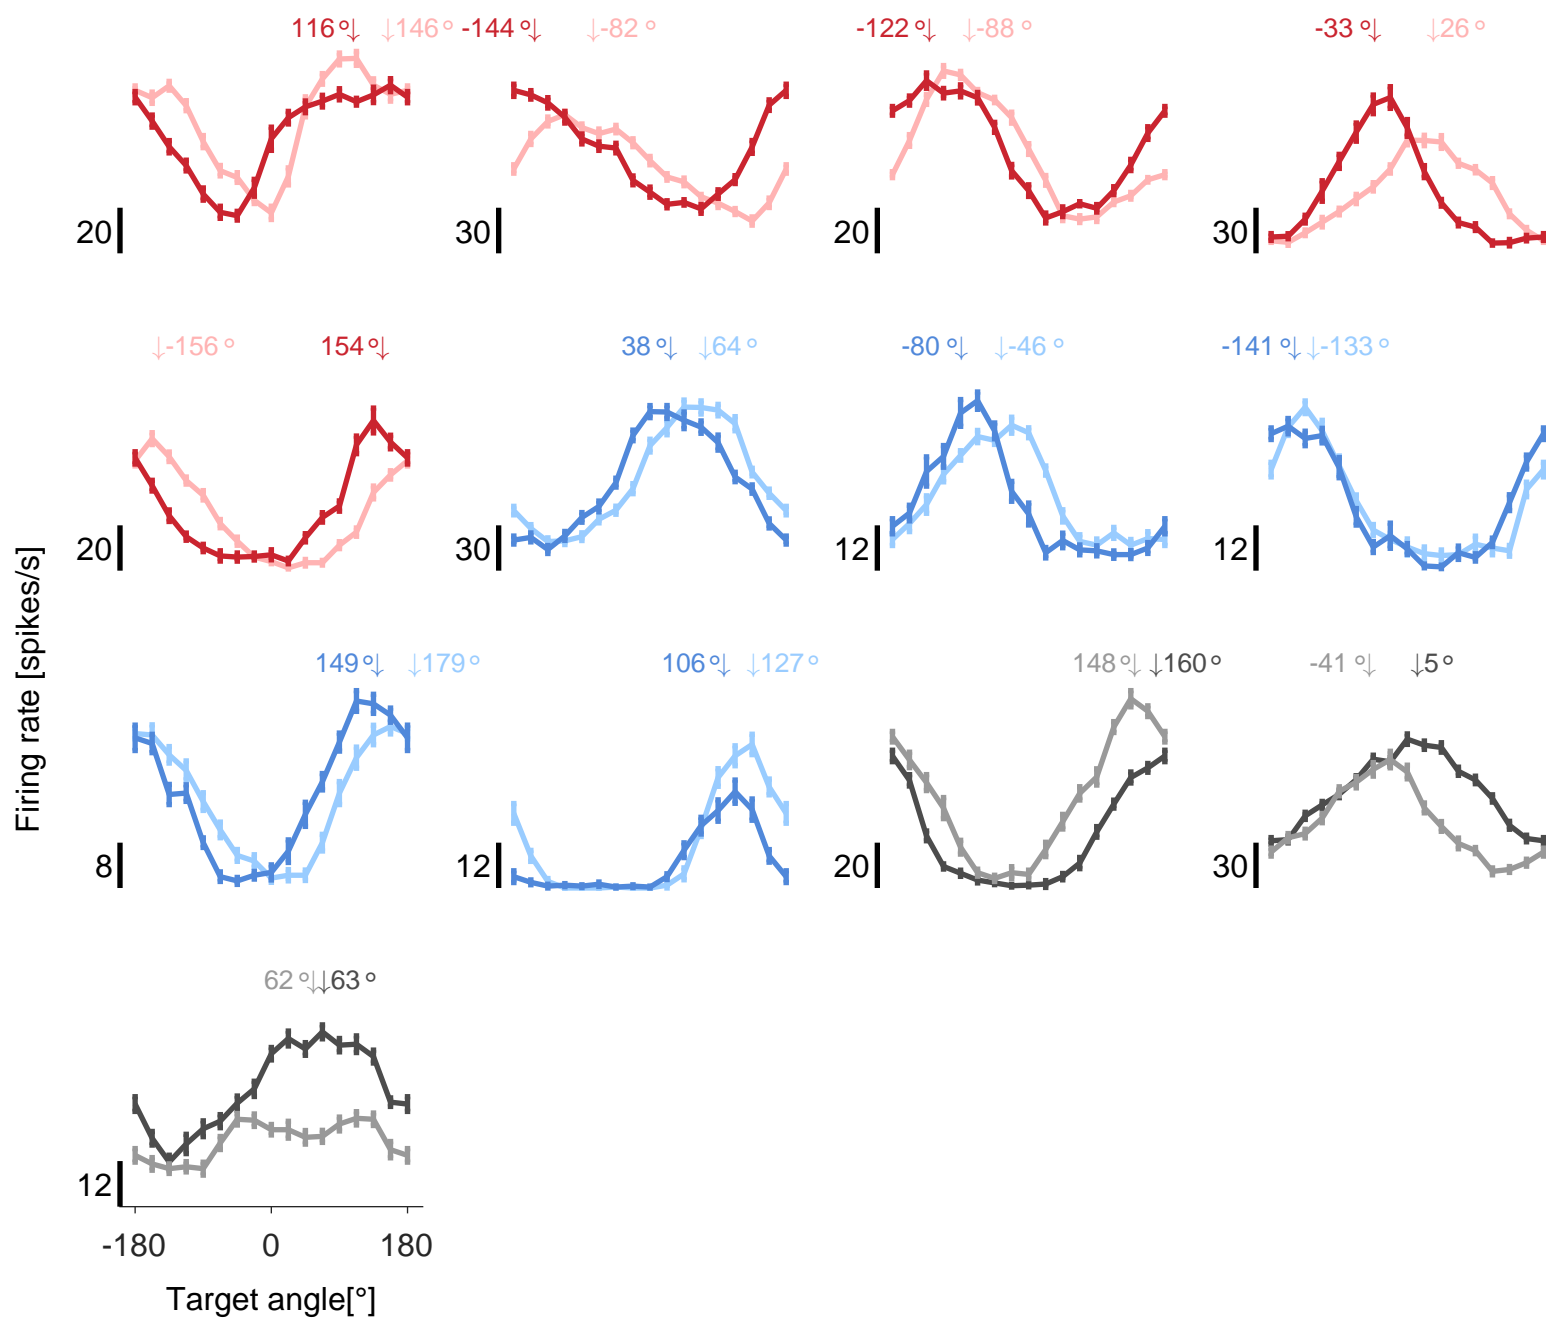 116°↓ ↓146° -144°↓ ↓-82° -122°↓ ↓-88° -33°↓ ↓26°
20 30 20 30
↓-156° 154°↓ 38°↓ ↓64° -80°↓ ↓-46° -141°↓ ↓-133°
20 30 12 12
149°↓ ↓179° 106°↓ ↓127° 148°↓ ↓160° -41°↓ ↓5°
8 12 20 30
62°↓ ↓63°
12
-180 0 180
Target angle[°]
Firing rate [spikes/s]